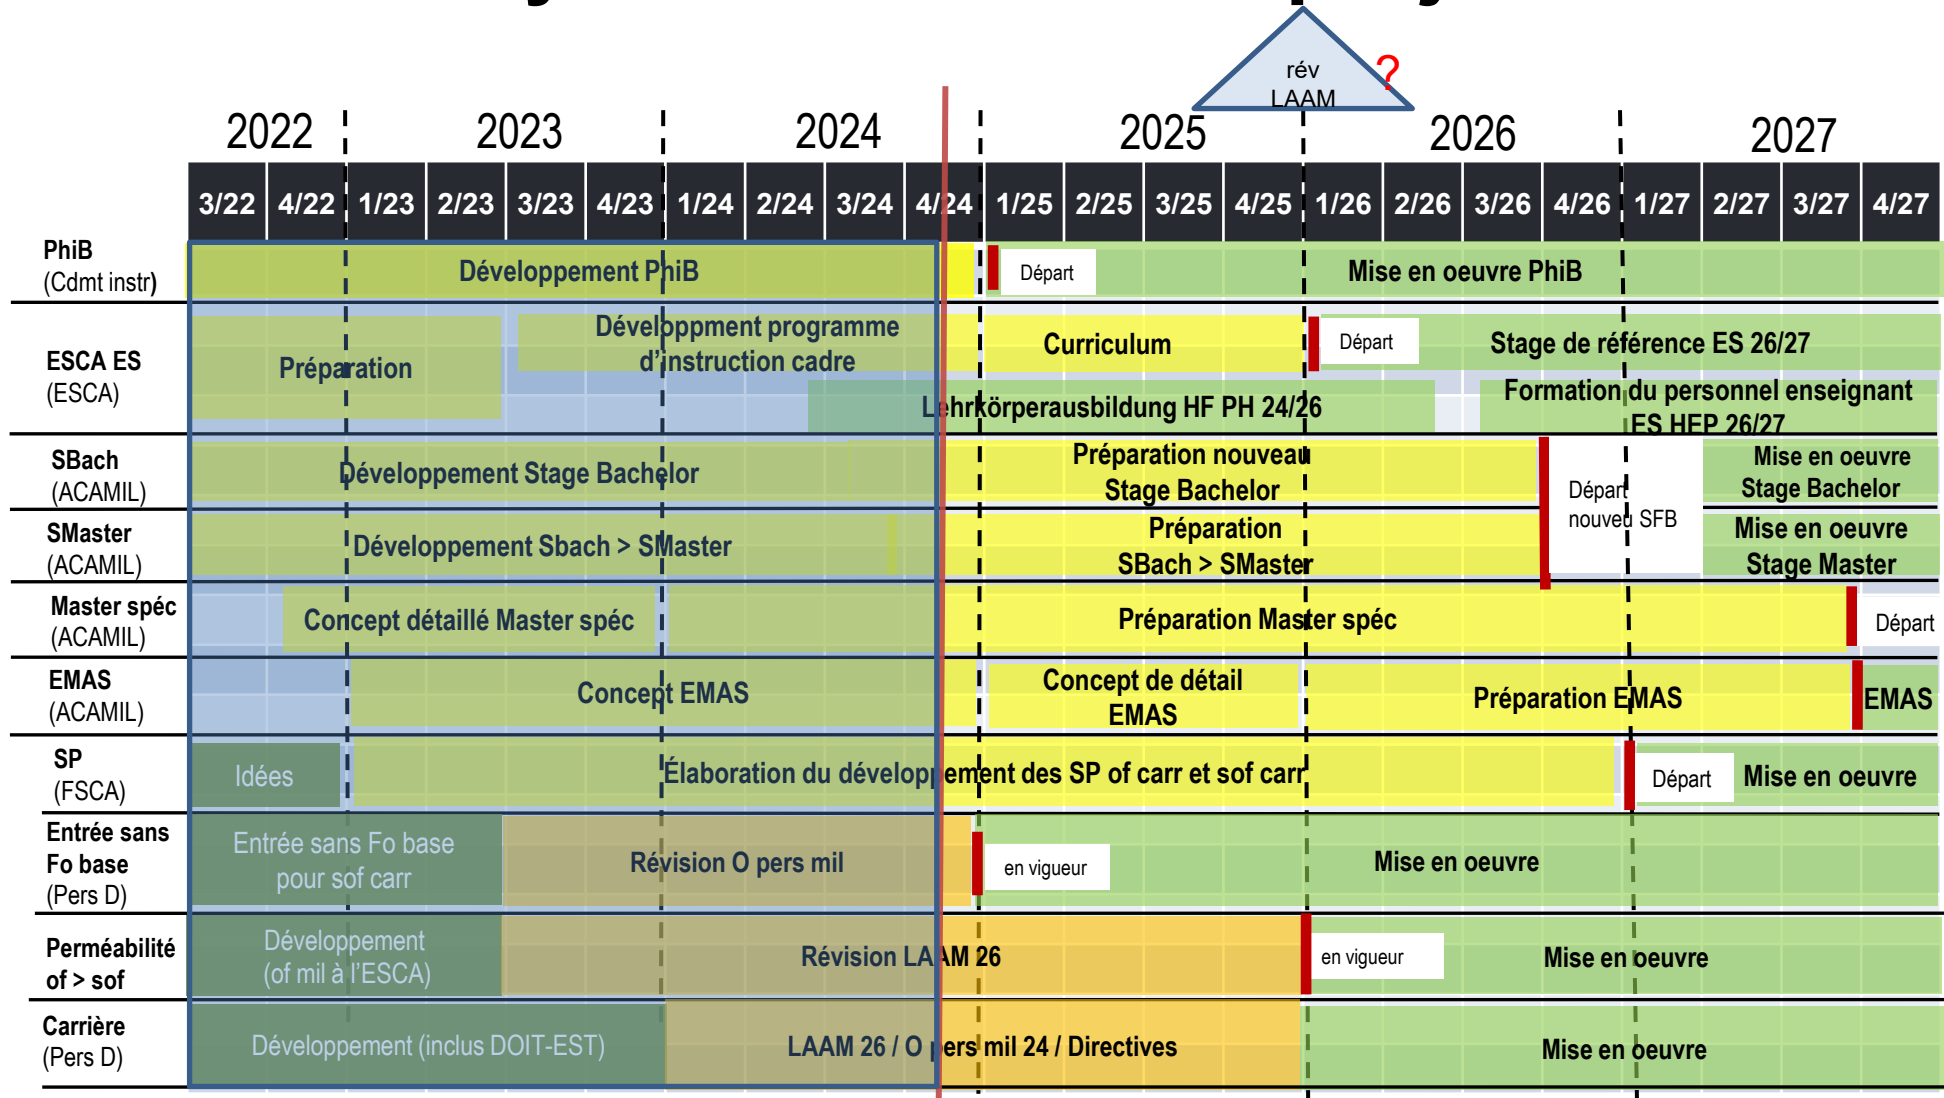 rév ?
LAAM
2022 2023 2024 2025 2026 2027
3/22 4/22 1/23 2/23 3/23 4/23 1/24 2/24 3/24 4/24 1/25 2/25 3/25 4/25 1/26 2/26 3/26 4/26 1/27 2/27 3/27 4/27
PhiB
(Cdmt instr)
Développement PhiB
Départ
Mise en oeuvre PhiB
ESCA ES
(ESCA)
Préparation
Développment programme
d’instruction cadre
Curriculum
Départ
Stage de référence ES 26/27
Lehrkörperausbildung HF PH 24/26
Formation du personnel enseignant
ES HEP 26/27
SBach
(ACAMIL)
Développement Stage Bachelor
Préparation nouveau
Stage Bachelor
Départ
nouveu SFB
Mise en oeuvre
Stage Bachelor
SMaster
(ACAMIL)
Développement Sbach > SMaster
Préparation
SBach > SMaster
Mise en oeuvre
Stage Master
Master spéc
(ACAMIL)
Concept détaillé Master spéc
Préparation Master spéc
Départ
EMAS
(ACAMIL)
Concept EMAS
Concept de détail
EMAS
Préparation EMAS
EMAS
SP
(FSCA)
Idées
Élaboration du développement des SP of carr et sof carr
Départ
Mise en oeuvre
Entrée sans
Fo base
(Pers D)
Entrée sans Fo base
pour sof carr
Révision O pers mil
en vigueur
Mise en oeuvre
Perméabilité
of > sof
Développement
(of mil à l’ESCA)
Révision LAAM 26
en vigueur
Mise en oeuvre
Carrière
(Pers D)
Développement (inclus DOIT-EST)
LAAM 26 / O pers mil 24 / Directives
Mise en oeuvre